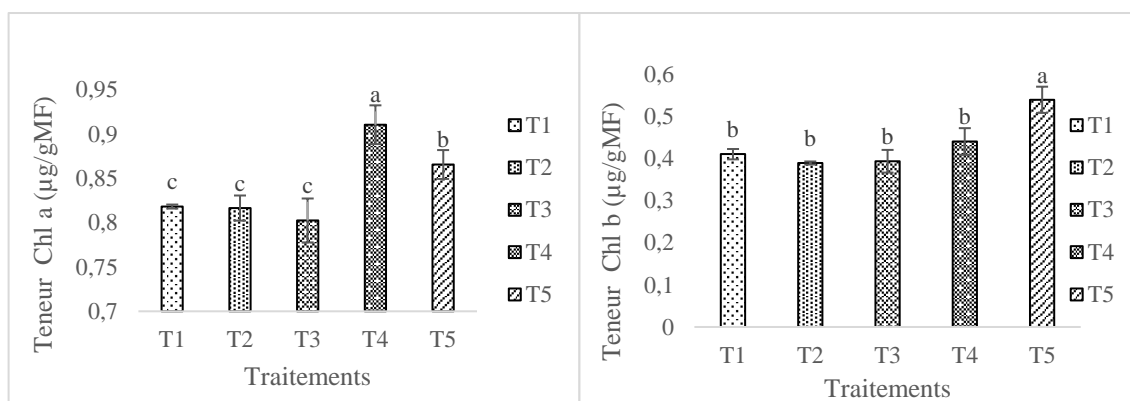 Teneur Chl a (µg/gMF)
0,95
0,9
0,85
0,8
0,75
0,7
c
c
c
a
b
T1
T2
T3
T4
T5
Traitements
T1
T2
T3
T4
T5
Teneur Chl b (µg/gMF)
0,6
0,5
0,4
0,3
0,2
0,1
0
b
b
b
b
a
T1
T2
T3
T4
T5
Traitements
T1
T2
T3
T4
T5